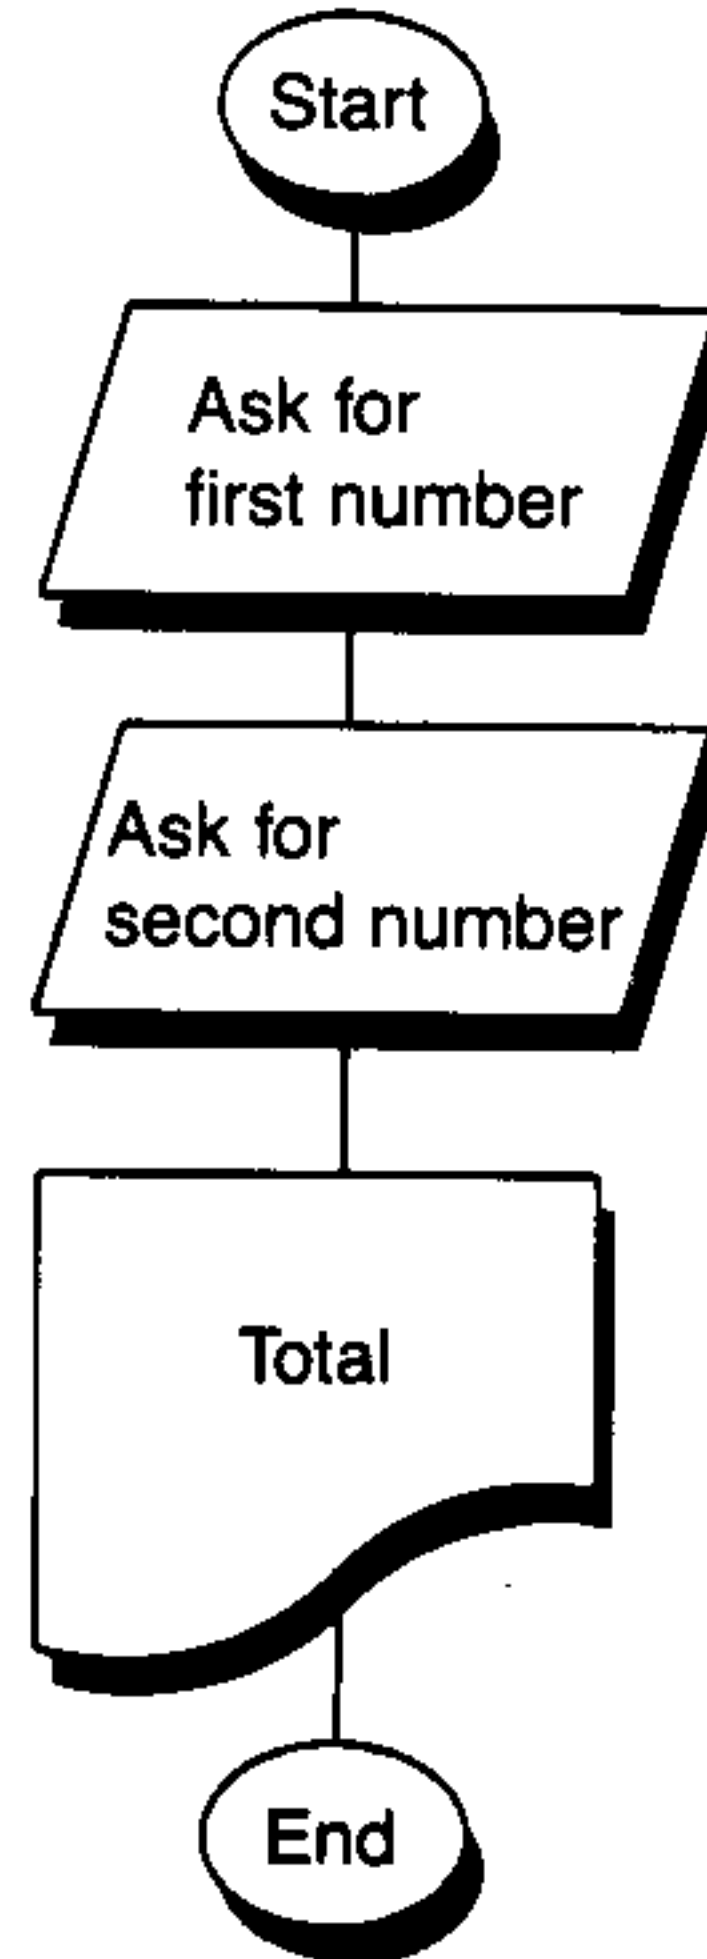 Start
Ask for
first number
Ask for
second number
Total
End